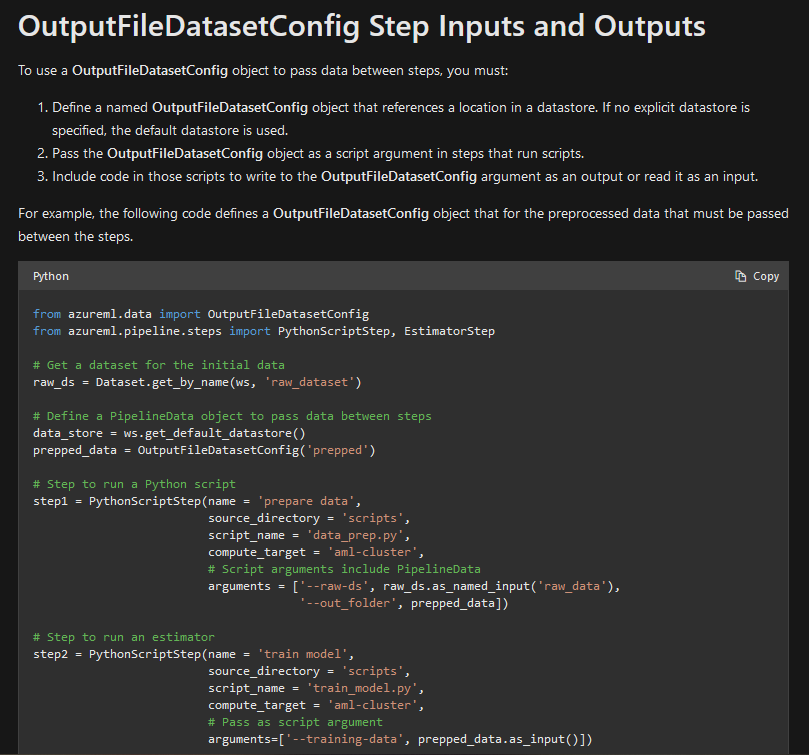 OutputFileDatasetConfig Step Inputs and Outputs
To use a OutputFileDatasetConfig object to pass data between steps, you must:
1. Define a named OutputFileDatasetConfig object that references a location in a datastore. If no explicit datastore is
specified, the default datastore is used.
2. Pass the OutputFileDatasetConfig object as a script argument in steps that run scripts.
3. Include code in those scripts to write to the OutputFileDatasetConfig argument as an output or read it as an input.
For example, the following code defines a OutputFileDatasetConfig object that for the preprocessed data that must be passed
between the steps.
Python Copy
from azureml.data import OutputFileDatasetConfig
from azureml.pipeline.steps import PythonScriptStep, EstimatorStep
# Get a dataset for the initial data
raw_ds = Dataset.get_by_name(ws, 'raw_dataset')
# Define a PipelineData object to pass data between steps
data_store = ws.get_default_datastore()
prepped_data = OutputFileDatasetConfig('prepped')
# Step to run a Python script
step1 = PythonScriptStep(name = 'prepare data',
source_directory = 'scripts',
script_name = 'data_prep.py',
compute_target = 'aml-cluster',
# Script arguments include PipelineData
arguments = ['--raw-ds', raw_ds.as_named_input('raw_data'),
'--out_folder', prepped_data])
# Step to run an estimator
step2 = PythonScriptStep(name = 'train model',
source_directory = 'scripts',
script_name = 'train_model.py',
compute_target = 'aml-cluster',
# Pass as script argument
arguments=['--training-data', prepped_data.as_input()])